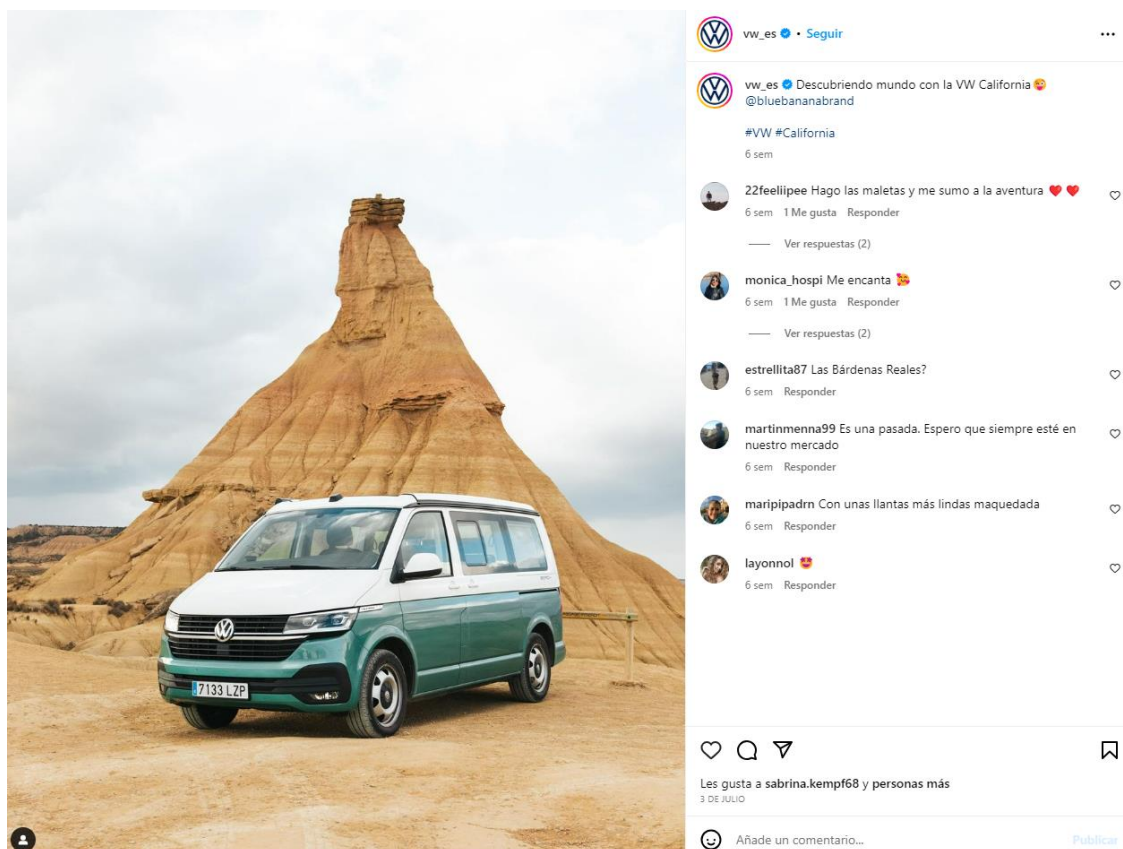 vw_es • Seguir
vw_es Descubriendo mundo con la VW California 😜
@bluebananabrand
#VW #California
6 sem
22feeliipee Hago las maletas y me sumo a la aventura ❤️ ❤️
6 sem 1 Me gusta Responder
Ver respuestas (2)
monica_hospi Me encanta 🥰
6 sem 1 Me gusta Responder
Ver respuestas (2)
estrellita87 Las Bárdenas Reales?
6 sem Responder
martinmenna99 Es una pasada. Espero que siempre esté en
nuestro mercado
6 sem Responder
maripipadrn Con unas llantas más lindas maquedada
6 sem Responder
layonnol 🤩
6 sem Responder
7133 LZP
Les gusta a sabrina.kempf68 y personas más
3 DE JULIO
Añade un comentario...
Publicar